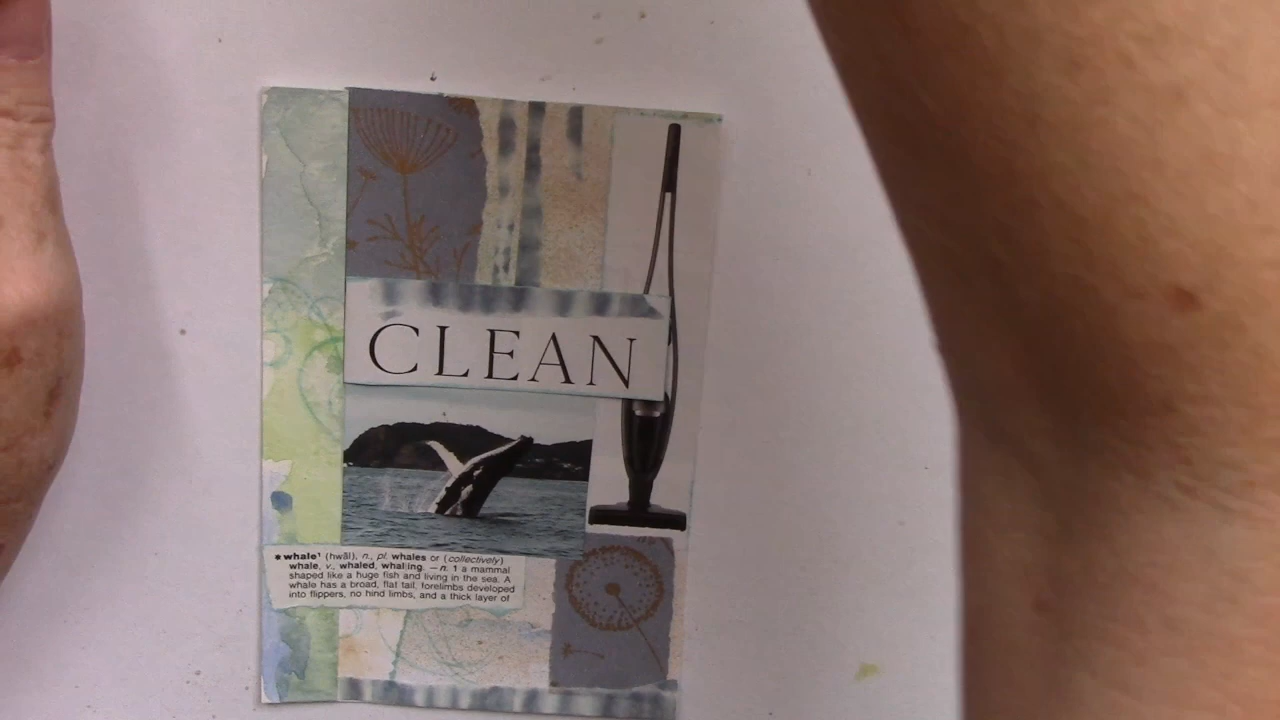 CLEAN
*whale¹ (hwāl), n., pl. whales or (collectively)
whale, v., whaled, whaling. —n. 1 a mammal
shaped like a huge fish and living in the sea. A
whale has a broad, flat tail, forelimbs developed
into flippers, no hind limbs, and a thick layer of